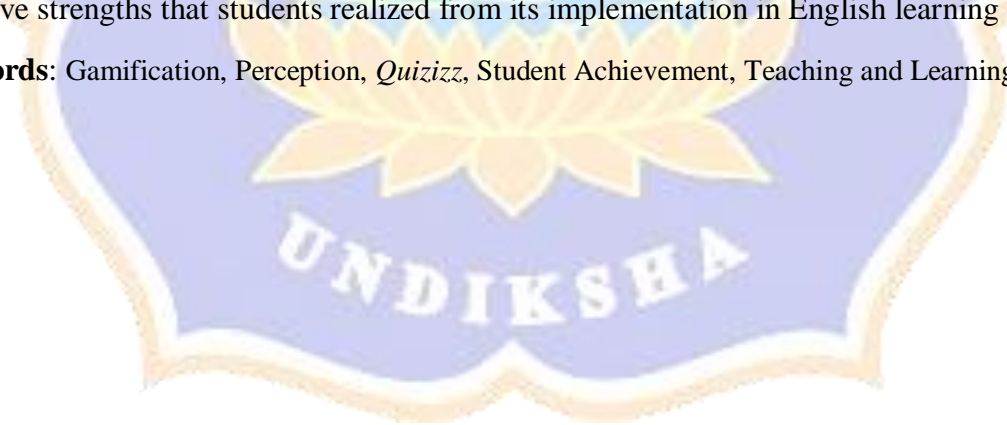 ve strengths that students realized from its implementation in English learning
ords: Gamification, Perception, Quizizz, Student Achievement, Teaching and Learning
UNDIKSHA